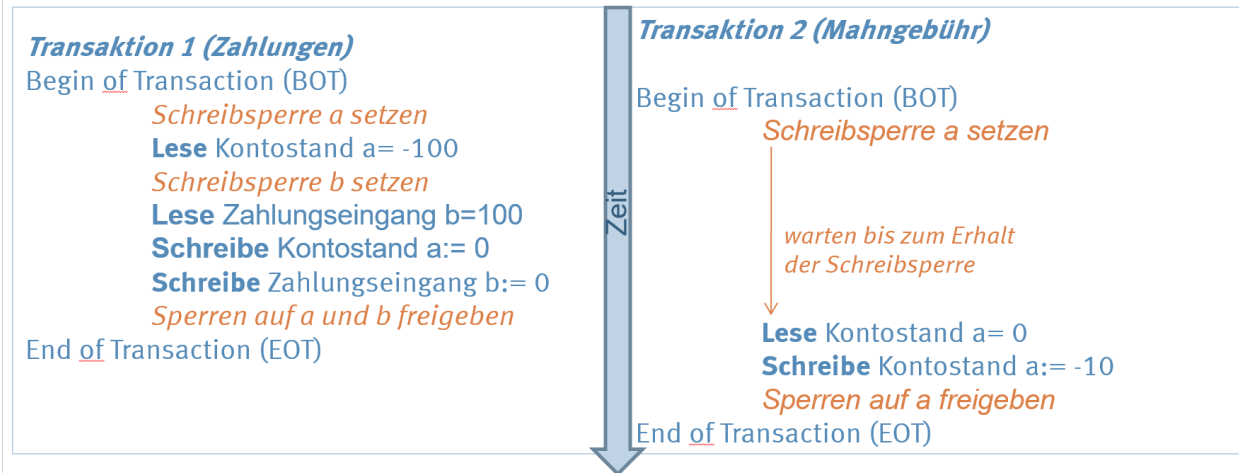 Transaktion 1 (Zahlungen)
Begin of Transaction (BOT)
Schreibsperre a setzen
Lese Kontostand a= -100
Schreibsperre b setzen
Lese Zahlungseingang b=100
Schreibe Kontostand a:= 0
Schreibe Zahlungseingang b:= 0
Sperren auf a und b freigeben
End of Transaction (EOT)
Zeit
Transaktion 2 (Mahngebühr)
Begin of Transaction (BOT)
Schreibsperre a setzen
warten bis zum Erhalt
der Schreibsperre
Lese Kontostand a= 0
Schreibe Kontostand a:= -10
Sperren auf a freigeben
End of Transaction (EOT)